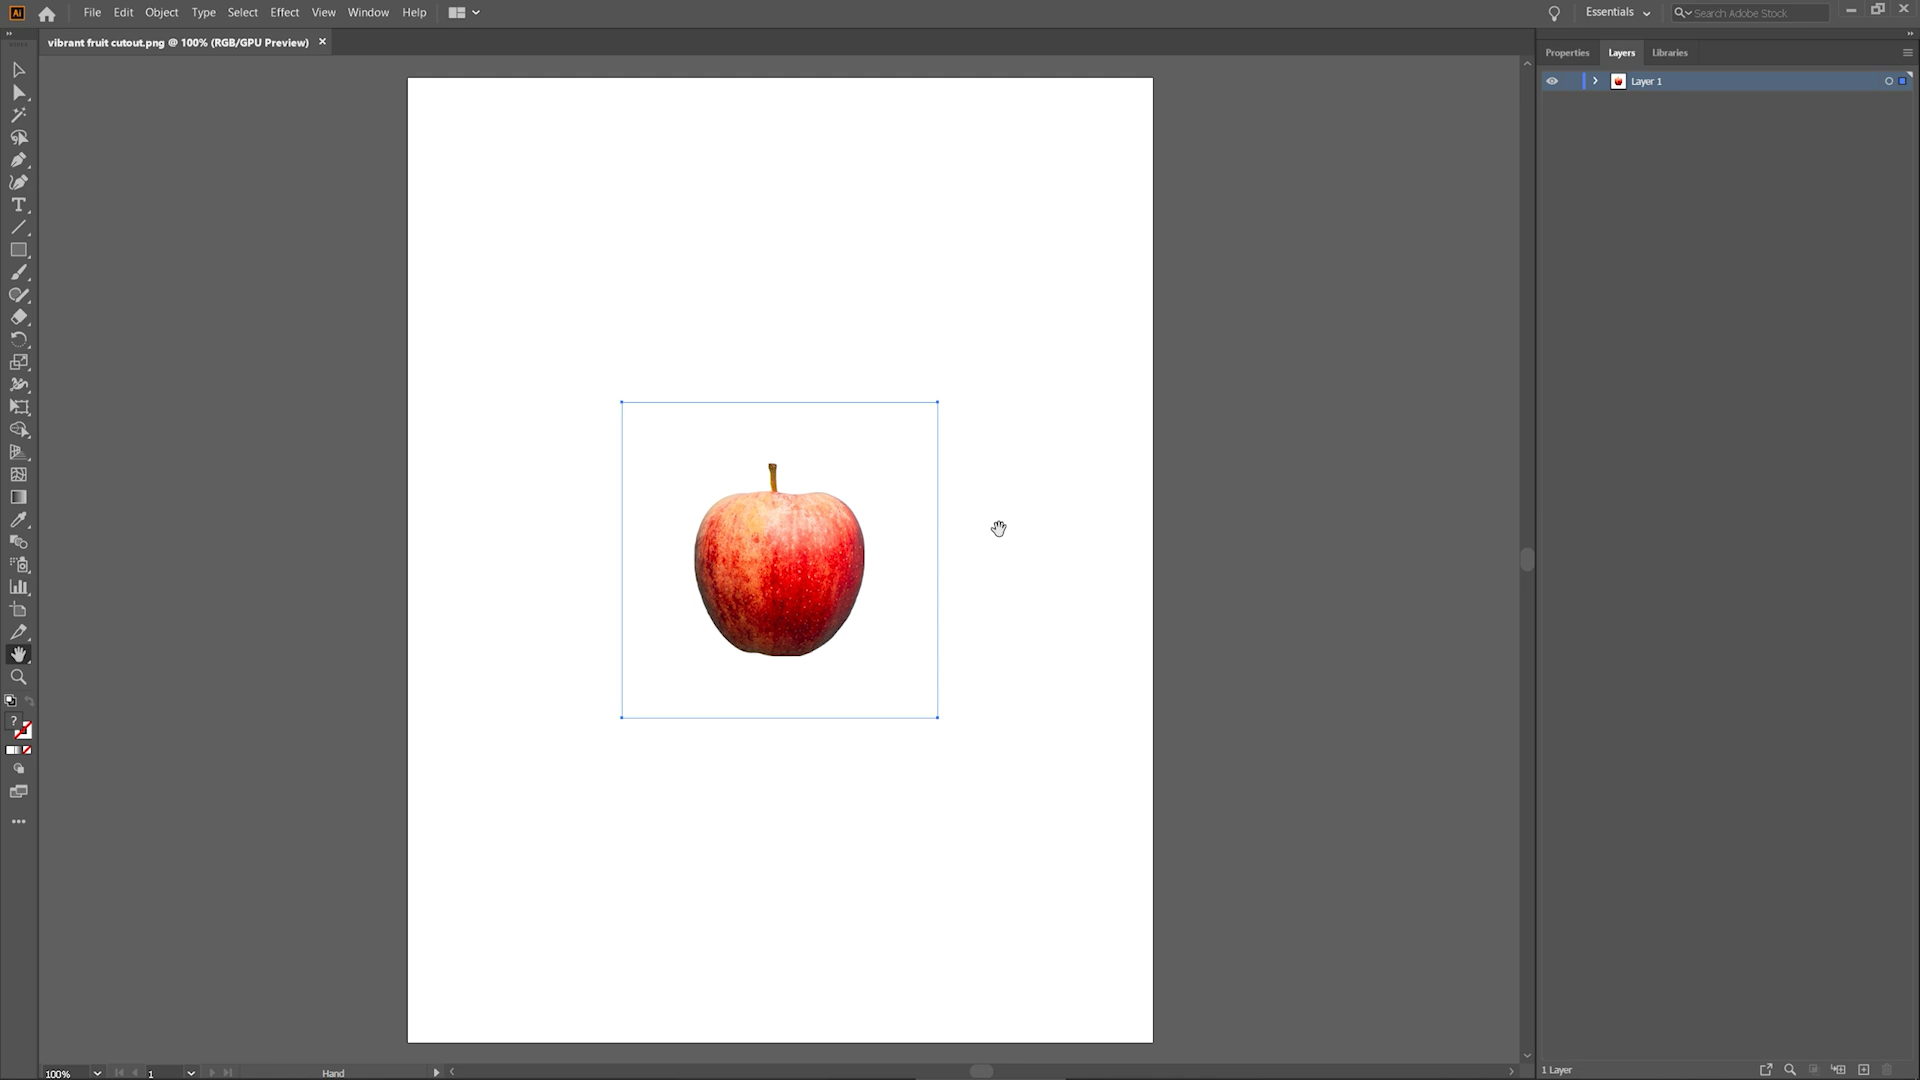 Ai File Edit Object Type Select Effect View Window Help Essentials Search Adobe Stock
vibrant fruit cutout.png @ 100% (RGB/GPU Preview) ×
Properties Layers Libraries
Layer 1
T
?
100% 1 Hand 1 Layer